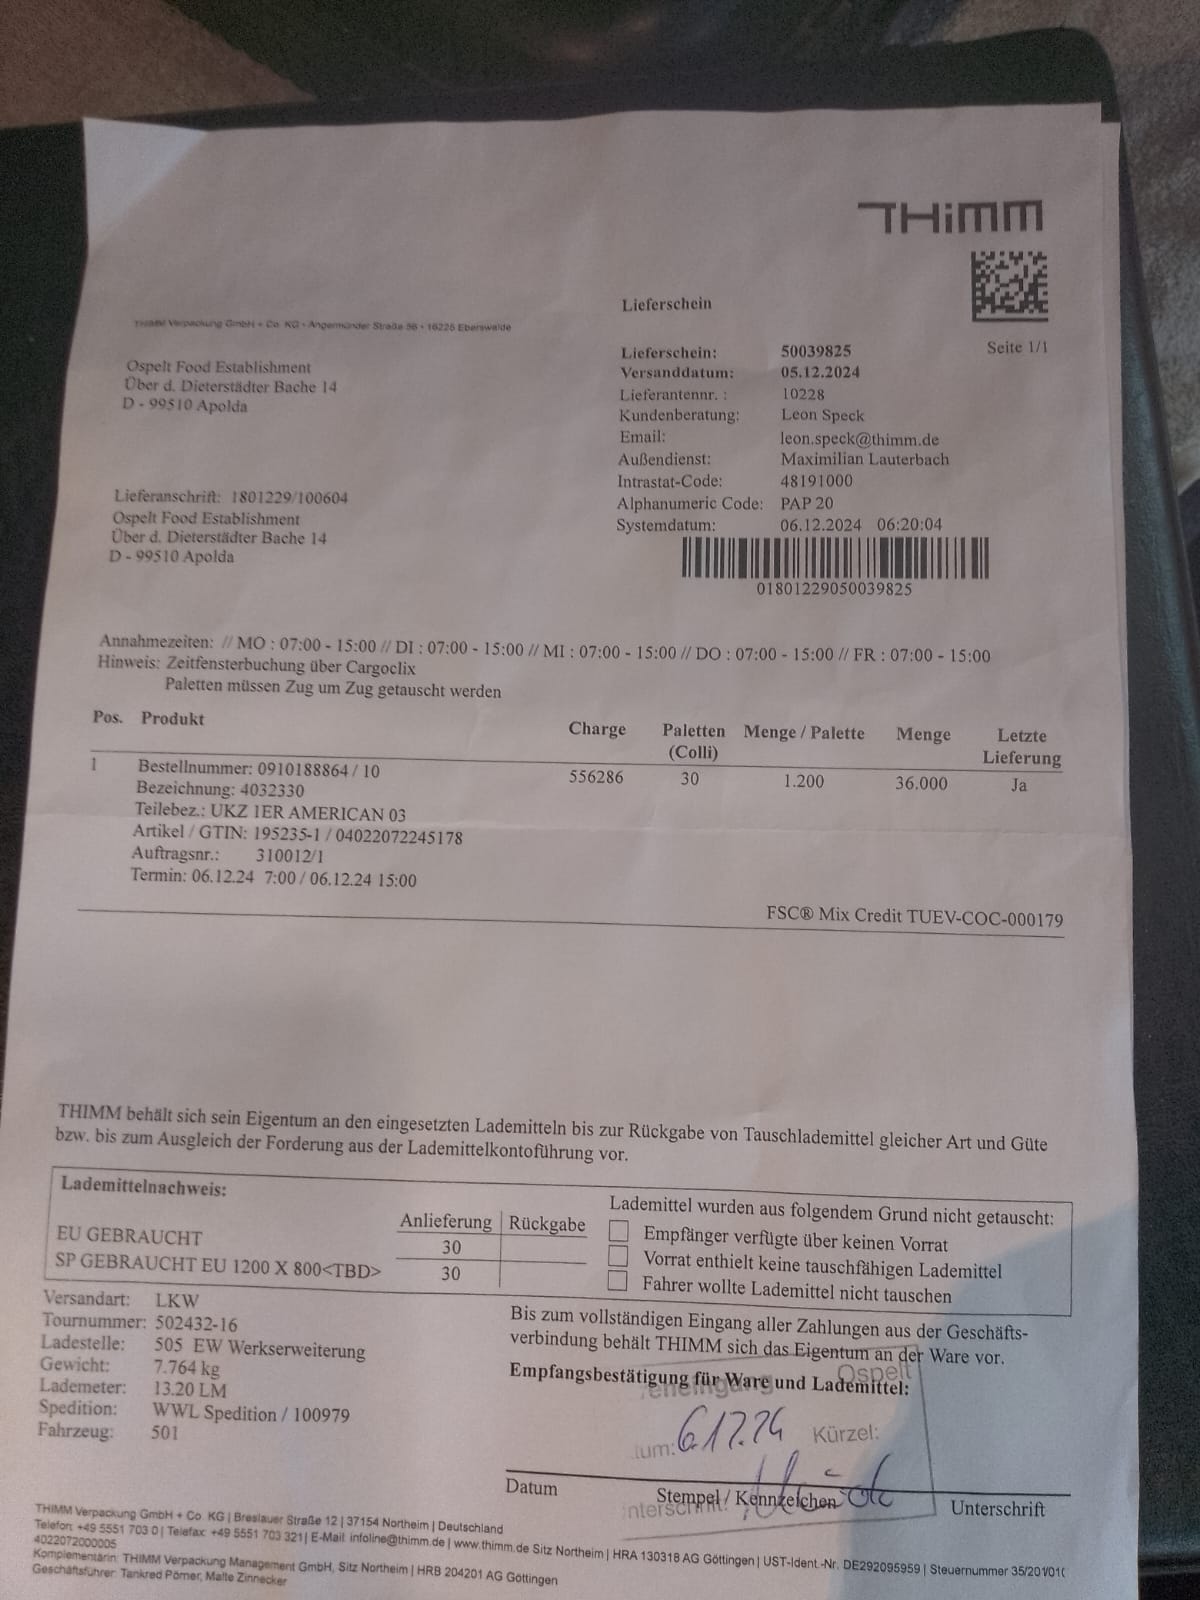 THIMM
Lieferschein
THIMM Verpackung GmbH + Co. KG • Angermünder Straße 56 • 16225 Eberswalde
Seite 1/1
Ospelt Food Establishment
Über d. Dieterstädter Bache 14
D - 99510 Apolda
Lieferschein: 50039825
Versanddatum: 05.12.2024
Lieferantennr. : 10228
Kundenberatung: Leon Speck
Email: leon.speck@thimm.de
Außendienst: Maximilian Lauterbach
Intrastat-Code: 48191000
Alphanumeric Code: PAP 20
Systemdatum: 06.12.2024 06:20:04
01801229050039825
Lieferanschrift: 1801229/100604
Ospelt Food Establishment
Über d. Dieterstädter Bache 14
D - 99510 Apolda
Annahmezeiten: // MO : 07:00 - 15:00 // DI : 07:00 - 15:00 // MI : 07:00 - 15:00 // DO : 07:00 - 15:00 // FR : 07:00 - 15:00
Hinweis: Zeitfensterbuchung über Cargoclix
Paletten müssen Zug um Zug getauscht werden
Pos. Produkt Charge Paletten (Colli) Menge / Palette Menge Letzte Lieferung
1 Bestellnummer: 0910188864 / 10 556286 30 1.200 36.000 Ja
Bezeichnung: 4032330
Teilebez.: UKZ 1ER AMERICAN 03
Artikel / GTIN: 195235-1 / 04022072245178
Auftragsnr.: 310012/1
Termin: 06.12.24 7:00 / 06.12.24 15:00
FSC® Mix Credit TUEV-COC-000179
THIMM behält sich sein Eigentum an den eingesetzten Lademitteln bis zur Rückgabe von Tauschlademittel gleicher Art und Güte
bzw. bis zum Ausgleich der Forderung aus der Lademittelkontoführung vor.
Lademittelnachweis:
Anlieferung Rückgabe
EU GEBRAUCHT 30
SP GEBRAUCHT EU 1200 X 800<TBD> 30
Lademittel wurden aus folgendem Grund nicht getauscht:
Empfänger verfügte über keinen Vorrat
Vorrat enthielt keine tauschfähigen Lademittel
Fahrer wollte Lademittel nicht tauschen
Versandart: LKW
Tournummer: 502432-16
Ladestelle: 505 EW Werkserweiterung
Gewicht: 7.764 kg
Lademeter: 13.20 LM
Spedition: WWL Spedition / 100979
Fahrzeug: 501
Bis zum vollständigen Eingang aller Zahlungen aus der Geschäfts-
verbindung behält THIMM sich das Eigentum an der Ware vor.
Empfangsbestätigung für Ware und Lademittel:
Ospelt
6.12.24 Kürzel:
Datum Stempel / Kennzeichen Unterschrift
THIMM Verpackung GmbH + Co. KG | Breslauer Straße 12 | 37154 Northeim | Deutschland
Telefon: +49 5551 703 0 | Telefax: +49 5551 703 321 | E-Mail: infoline@thimm.de | www.thimm.de Sitz Northeim | HRA 130318 AG Göttingen | UST-Ident.-Nr. DE292095959 | Steuernummer 35/201/010
4022072000005
Komplementärin: THIMM Verpackung Management GmbH, Sitz Northeim | HRB 204201 AG Göttingen
Geschäftsführer: Tankred Pörner, Malte Zinnecker